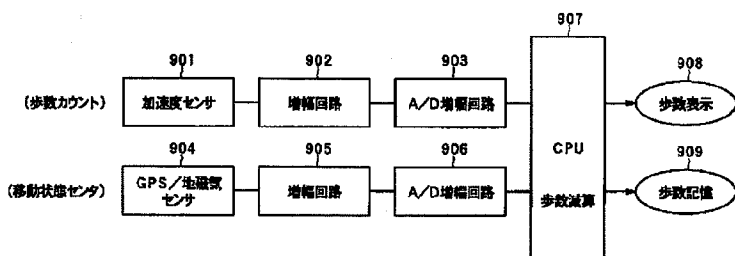 907
901 902 903 908
(歩数カウント) 加速度センサ 増幅回路 A/D増幅回路 歩数表示
904 905 906 CPU 909
(移動状態センタ) GPS/地磁気
センサ 増幅回路 A/D増幅回路 歩数減算 歩数記憶